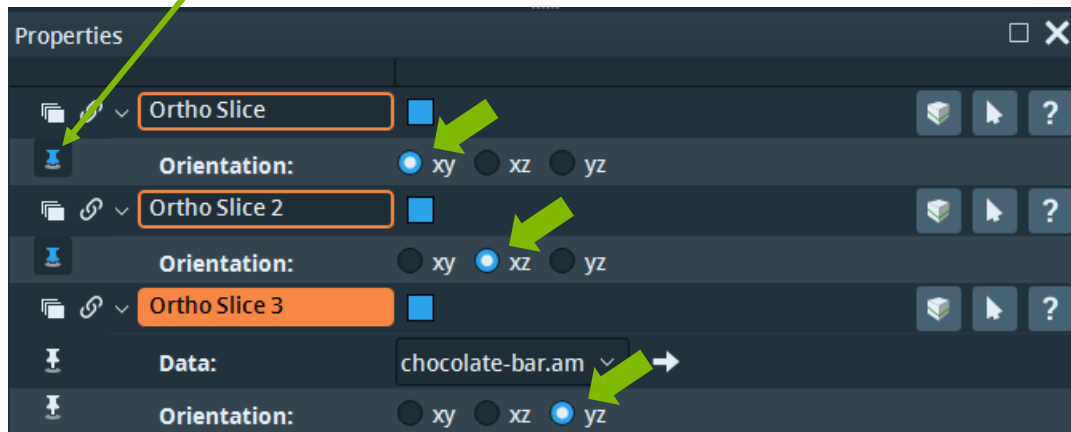 Properties
Ortho Slice
?
Orientation: xy xz yz
Ortho Slice 2
?
Orientation: xy xz yz
Ortho Slice 3
?
Data: chocolate-bar.am
Orientation: xy xz yz